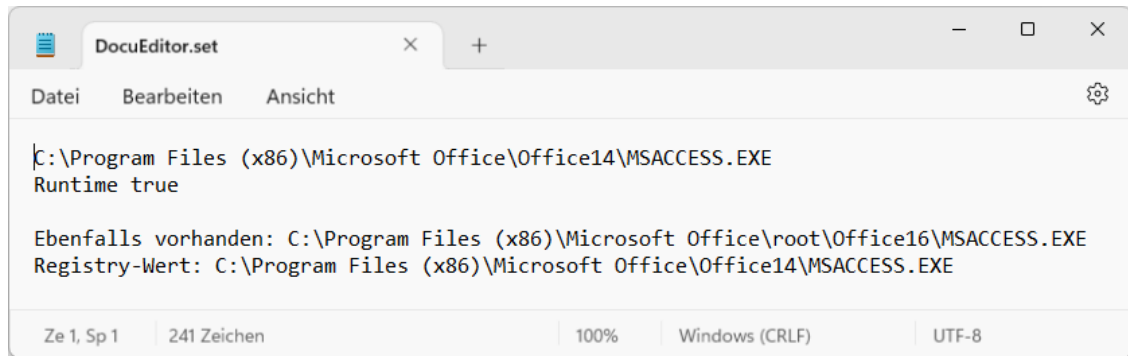 DocuEditor.set
Datei Bearbeiten Ansicht
C:\Program Files (x86)\Microsoft Office\Office14\MSACCESS.EXE
Runtime true
Ebenfalls vorhanden: C:\Program Files (x86)\Microsoft Office\root\Office16\MSACCESS.EXE
Registry-Wert: C:\Program Files (x86)\Microsoft Office\Office14\MSACCESS.EXE
Ze 1, Sp 1 241 Zeichen 100% Windows (CRLF) UTF-8